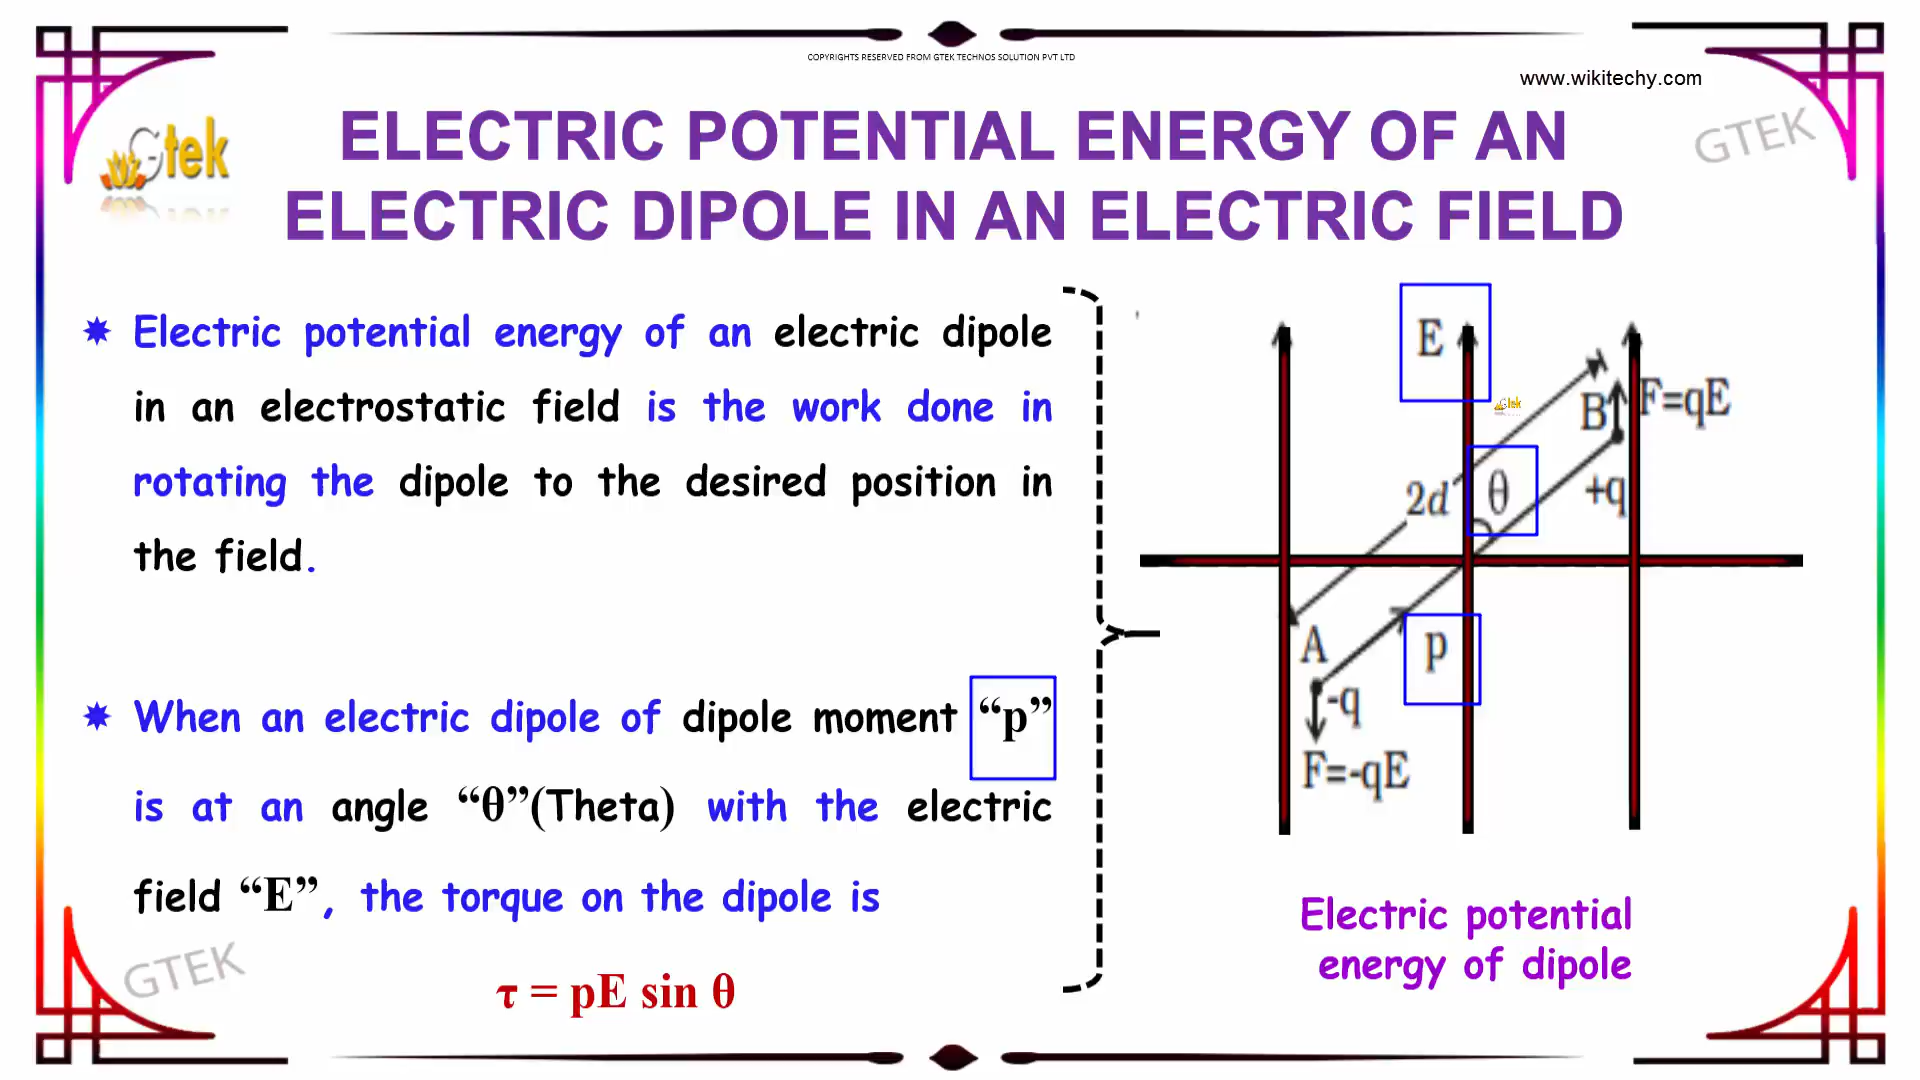 COPYRIGHTS RESERVED FROM GTEK TECHNOS SOLUTION PVT LTD
www.wikitechy.com
Gtek
GTEK
ELECTRIC POTENTIAL ENERGY OF AN
ELECTRIC DIPOLE IN AN ELECTRIC FIELD
Electric potential energy of an electric dipole
in an electrostatic field is the work done in
rotating the dipole to the desired position in
the field.
When an electric dipole of dipole moment “p”
is at an angle “θ”(Theta) with the electric
field “E”, the torque on the dipole is
τ = pE sin θ
GTEK
E
Gtek
B
F=qE
2d
θ
+q
A
p
-q
F=-qE
Electric potential
energy of dipole